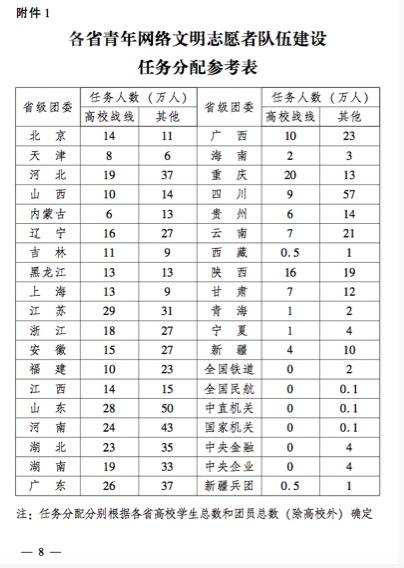 附件 1
各省青年网络文明志愿者队伍建设
任务分配参考表
省级团委 任务人数（万人） 省级团委 任务人数（万人）
高校战线 其他 高校战线 其他
北京 14 11 广西 10 23
天津 8 6 海南 2 3
河北 19 37 重庆 20 13
山西 10 14 四川 9 57
内蒙古 6 13 贵州 6 14
辽宁 16 27 云南 7 21
吉林 11 9 西藏 0.5 1
黑龙江 13 13 陕西 16 19
上海 13 9 甘肃 7 12
江苏 29 31 青海 1 2
浙江 18 27 宁夏 1 4
安徽 15 27 新疆 4 10
福建 10 23 全国铁道 0 2
江西 14 15 全国民航 0 0.1
山东 28 50 中直机关 0 0.1
河南 24 43 国家机关 0 0.1
湖北 23 35 中央金融 0 4
湖南 19 33 中央企业 0 4
广东 26 37 新疆兵团 0.5 1
注：任务分配分别根据各省高校学生总数和团员总数（除高校外）确定
— 8 —